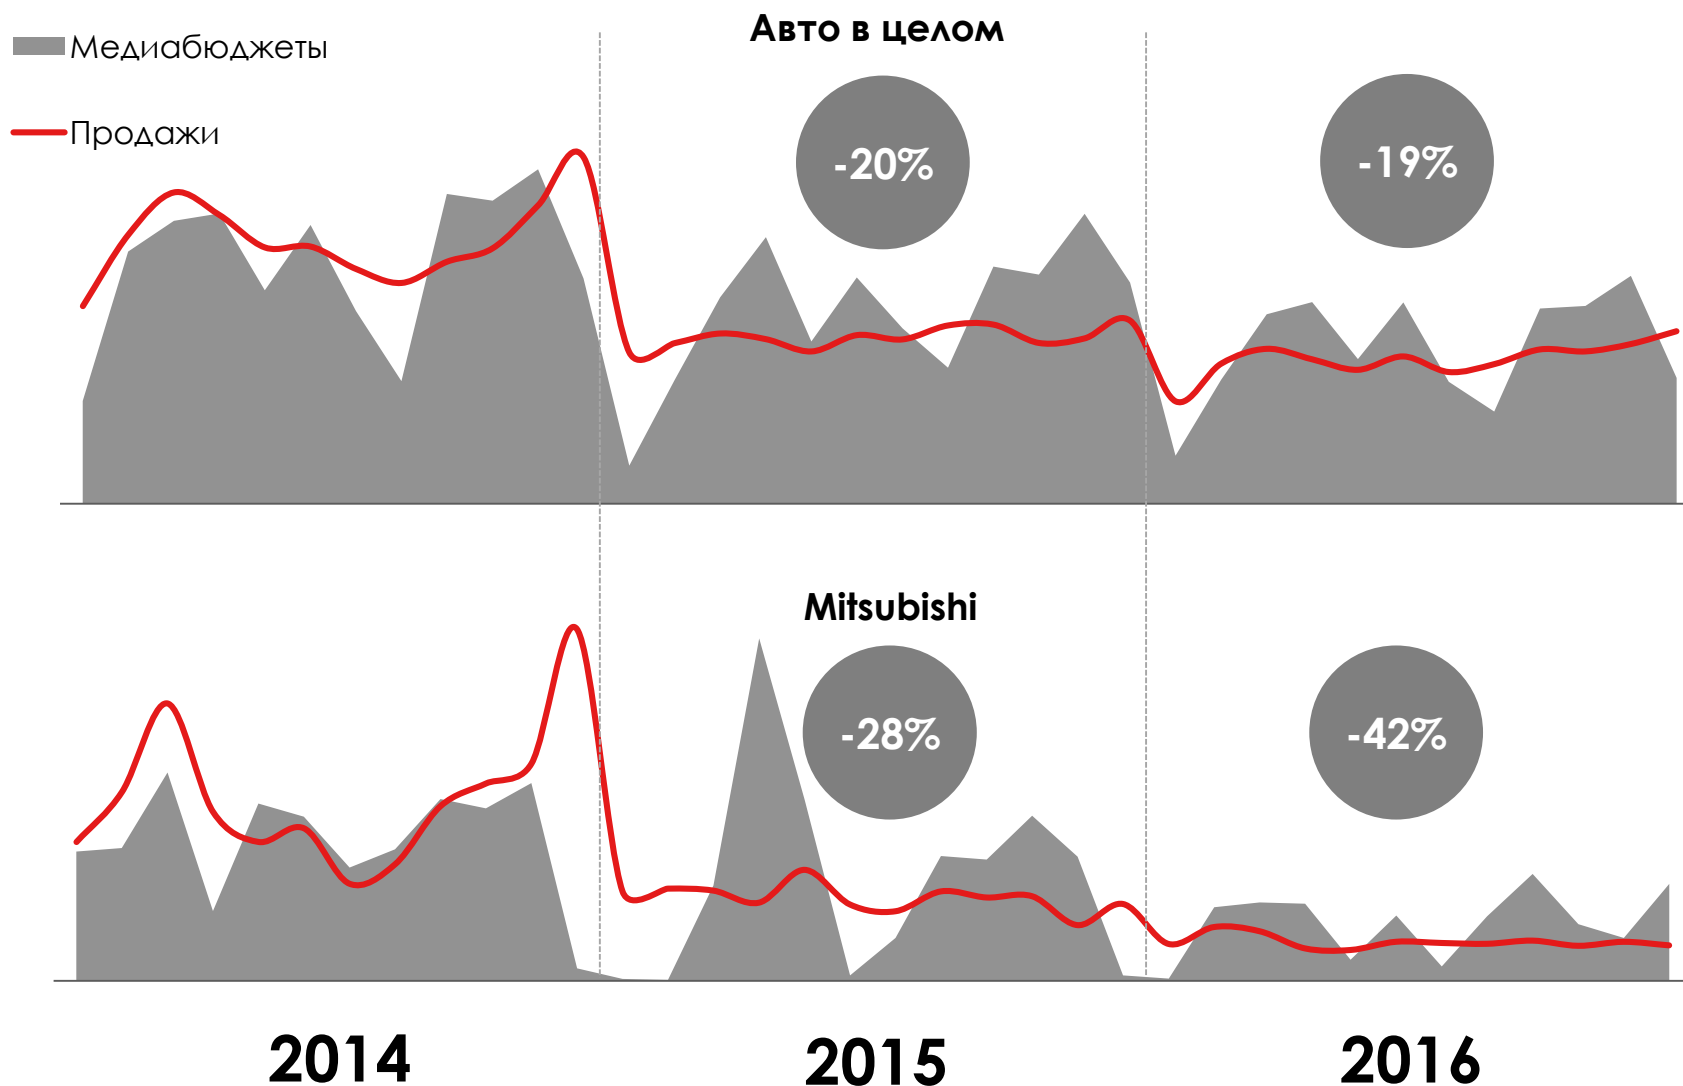 Авто в целом
Медиабюджеты
Продажи
-20%
-19%
Mitsubishi
-28%
-42%
2014
2015
2016